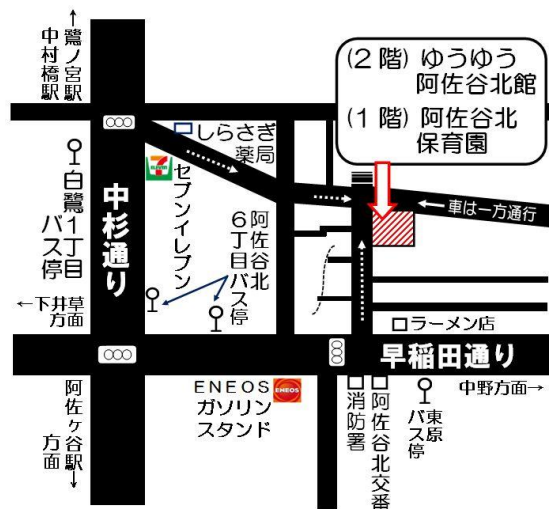 ↑鷺ノ宮駅
中村橋駅
(2階) ゆうゆう
阿佐谷北館
(1階) 阿佐谷北
保育園
しらさぎ
薬局
7
ELEVEn
セブンイレブン
白鷺1丁目
バス停
中杉通り
阿佐谷北
6丁目バス停
←車は一方通行
←下井草
方面
ラーメン店
早稲田通り
中野方面→
阿佐ヶ谷駅↓
方面
ENEOS
ガソリン
スタンド
ENEOS
消防署
阿佐谷北交番
東原
バス停